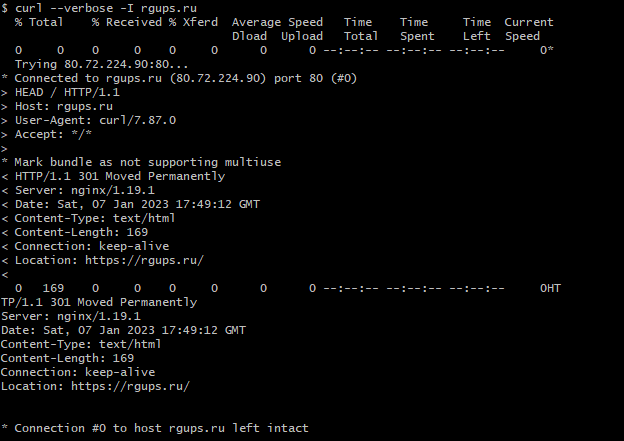 $ curl --verbose -I rgups.ru
  % Total    % Received % Xferd  Average Speed   Time    Time     Time  Current
                                 Dload  Upload   Total   Spent    Left  Speed
  0     0    0     0    0     0      0      0 --:--:-- --:--:-- --:--:--     0*
  Trying 80.72.224.90:80...
* Connected to rgups.ru (80.72.224.90) port 80 (#0)
> HEAD / HTTP/1.1
> Host: rgups.ru
> User-Agent: curl/7.87.0
> Accept: */*
>
* Mark bundle as not supporting multiuse
< HTTP/1.1 301 Moved Permanently
< Server: nginx/1.19.1
< Date: Sat, 07 Jan 2023 17:49:12 GMT
< Content-Type: text/html
< Content-Length: 169
< Connection: keep-alive
< Location: https://rgups.ru/
<
  0   169    0     0    0     0      0      0 --:--:-- --:--:-- --:--:--     0HT
TP/1.1 301 Moved Permanently
Server: nginx/1.19.1
Date: Sat, 07 Jan 2023 17:49:12 GMT
Content-Type: text/html
Content-Length: 169
Connection: keep-alive
Location: https://rgups.ru/
* Connection #0 to host rgups.ru left intact